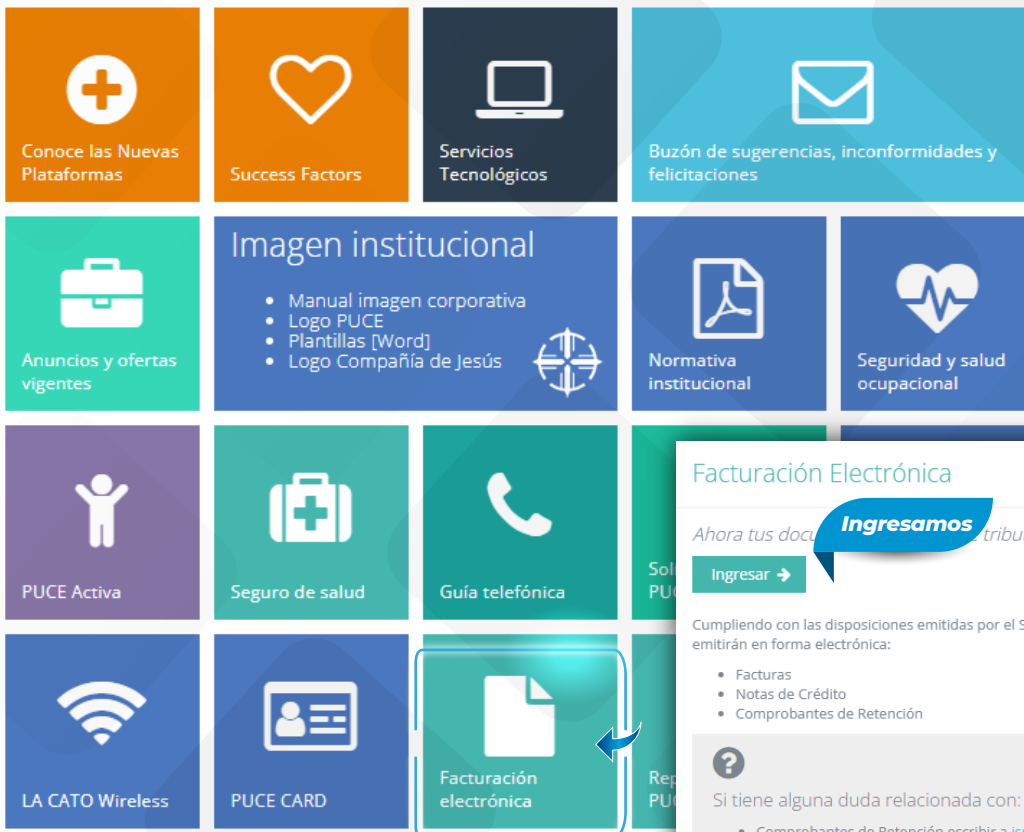 Conoce las Nuevas
Plataformas
Success Factors
Servicios
Tecnológicos
Buzón de sugerencias, inconformidades y
felicitaciones
Anuncios y ofertas
vigentes
Imagen institucional
• Manual imagen corporativa
• Logo PUCE
• Plantillas [Word]
• Logo Compañía de Jesús
Normativa
institucional
Seguridad y salud
ocupacional
PUCE Activa
Seguro de salud
Guía telefónica
LA CATO Wireless
PUCE CARD
Facturación
electrónica
Facturación Electrónica
Ingresamos
Ahora tus
Ingresar
Cumpliendo con las disposiciones emitidas por el
emitirán en forma electrónica:
• Facturas
• Notas de Crédito
• Comprobantes de Retención
?
Si tiene alguna duda relacionada con:
• Comprobantes de Retención escribir a